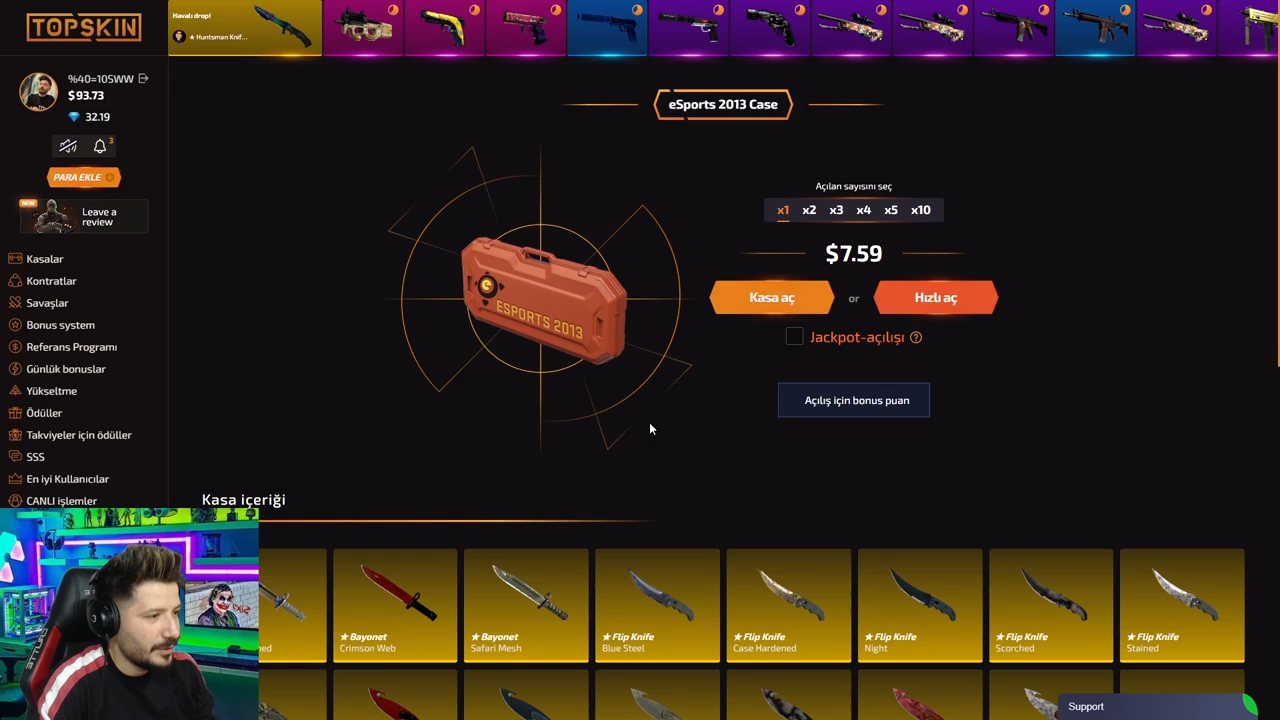 TOPSKIN
Havalı drop!
★ Huntsman Knif...
%40=10SWW
$93.73
32.19
3
PARA EKLE
NEW
Leave a
review
Kasalar
Kontratlar
Savaşlar
Bonus system
Referans Programı
Günlük bonuslar
Yükseltme
Ödüller
Takviyeler için ödüller
SSS
En iyi Kullanıcılar
CANLI işlemler
eSports 2013 Case
ESPORTS 2013
Açılan sayısını seç
x1 x2 x3 x4 x5 x10
$7.59
Kasa aç or Hızlı aç
Jackpot-açılışı ?
Açılış için bonus puan
Kasa içeriği
★ Bayonet
Crimson Web
★ Bayonet
Safari Mesh
★ Flip Knife
Blue Steel
★ Flip Knife
Case Hardened
★ Flip Knife
Night
★ Flip Knife
Scorched
★ Flip Knife
Stained
Support